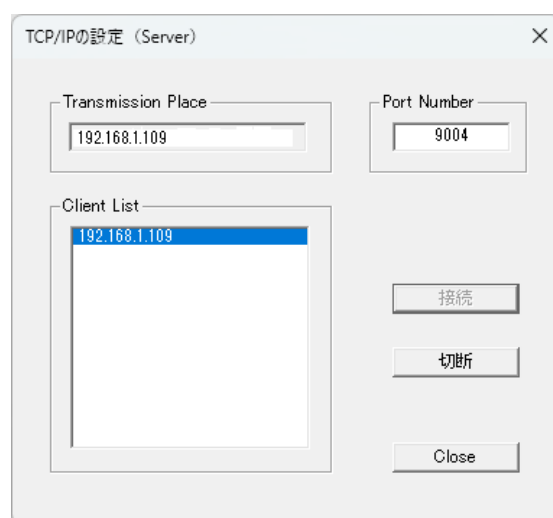 TCP/IPの設定（Server）
Transmission Place
192.168.1.109
Port Number
9004
Client List
192.168.1.109
接続
切断
Close